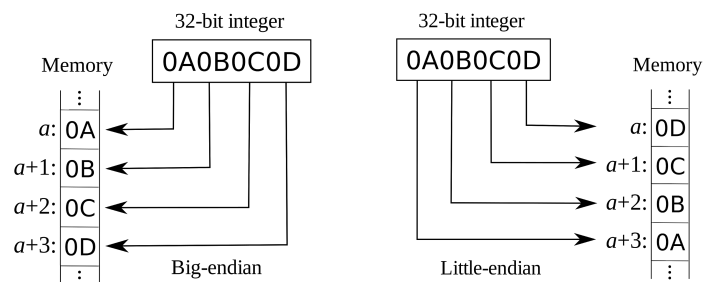 32-bit integer
0A0B0C0D
Memory
⋮
a: 0A
a+1: 0B
a+2: 0C
a+3: 0D
⋮
Big-endian
32-bit integer
0A0B0C0D
Memory
⋮
a: 0D
a+1: 0C
a+2: 0B
a+3: 0A
⋮
Little-endian